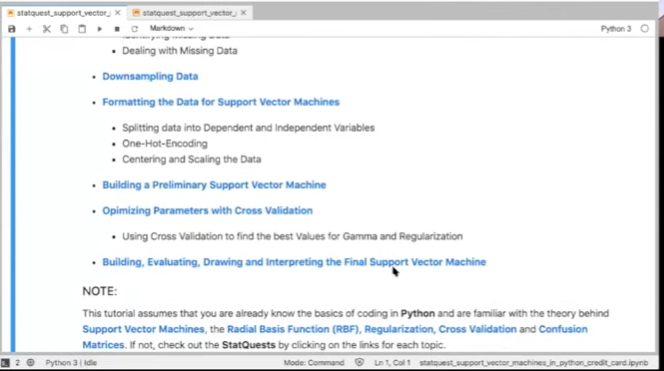 statquest_support_vector_ statquest_support_vector_
Markdown Python 3
Dealing with Missing Data
Downsampling Data
Formatting the Data for Support Vector Machines
Splitting data into Dependent and Independent Variables
One-Hot-Encoding
Centering and Scaling the Data
Building a Preliminary Support Vector Machine
Opimizing Parameters with Cross Validation
Using Cross Validation to find the best Values for Gamma and Regularization
Building, Evaluating, Drawing and Interpreting the Final Support Vector Machine
NOTE:
This tutorial assumes that you are already know the basics of coding in Python and are familiar with the theory behind
Support Vector Machines, the Radial Basis Function (RBF), Regularization, Cross Validation and Confusion
Matrices. If not, check out the StatQuests by clicking on the links for each topic.
2 Python 3 | Idle Mode: Command Ln 1, Col 1 statquest_support_vector_machines_in_python_credit_card.ipynb